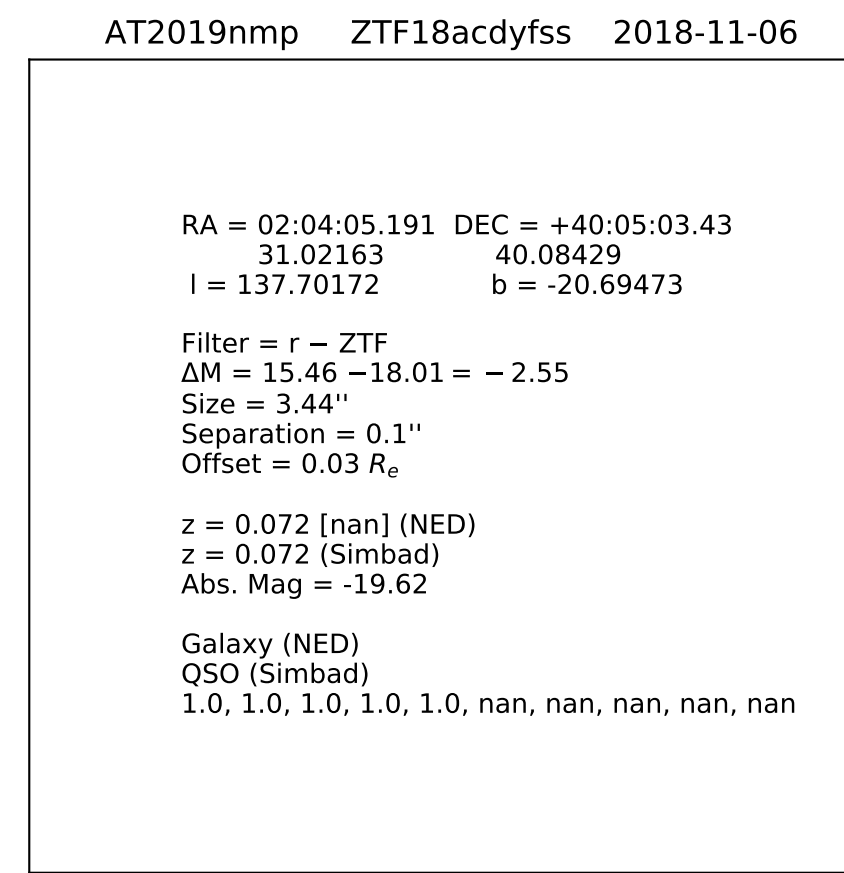 AT2019nmp ZTF18acdyfss 2018-11-06
RA = 02:04:05.191 DEC = +40:05:03.43
31.02163 40.08429
l = 137.70172 b = -20.69473
Filter = r − ZTF
ΔM = 15.46 −18.01 = − 2.55
Size = 3.44''
Separation = 0.1''
Offset = 0.03 Re
z = 0.072 [nan] (NED)
z = 0.072 (Simbad)
Abs. Mag = -19.62
Galaxy (NED)
QSO (Simbad)
1.0, 1.0, 1.0, 1.0, 1.0, nan, nan, nan, nan, nan